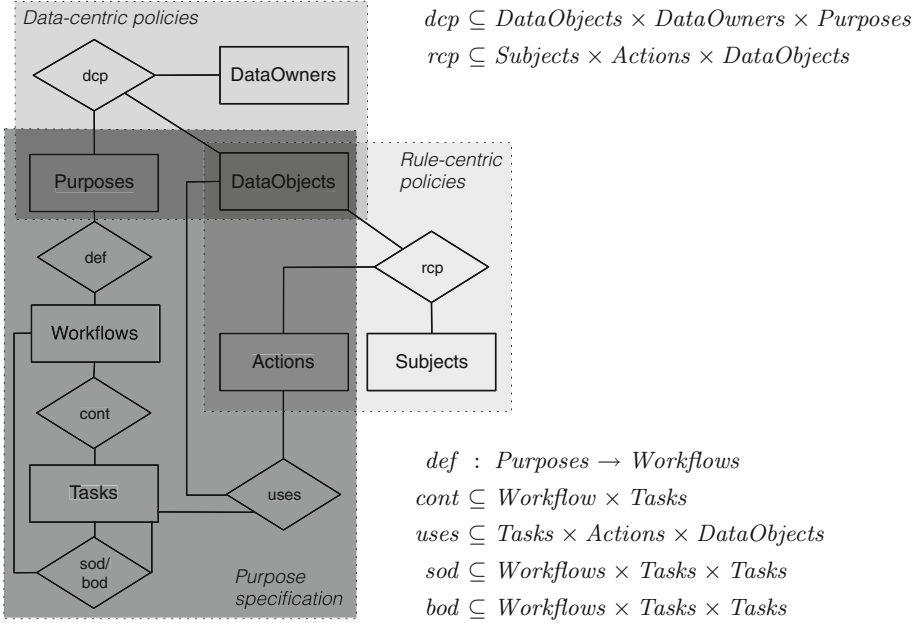 Data-centric policies
dcp
DataOwners
Purposes
DataObjects
Rule-centric
policies
def
rcp
Workflows
Actions
Subjects
cont
Tasks
uses
sod/
bod
Purpose
specification
dcp ⊆ DataObjects × DataOwners × Purposes
rcp ⊆ Subjects × Actions × DataObjects
def : Purposes → Workflows
cont ⊆ Workflow × Tasks
uses ⊆ Tasks × Actions × DataObjects
sod ⊆ Workflows × Tasks × Tasks
bod ⊆ Workflows × Tasks × Tasks